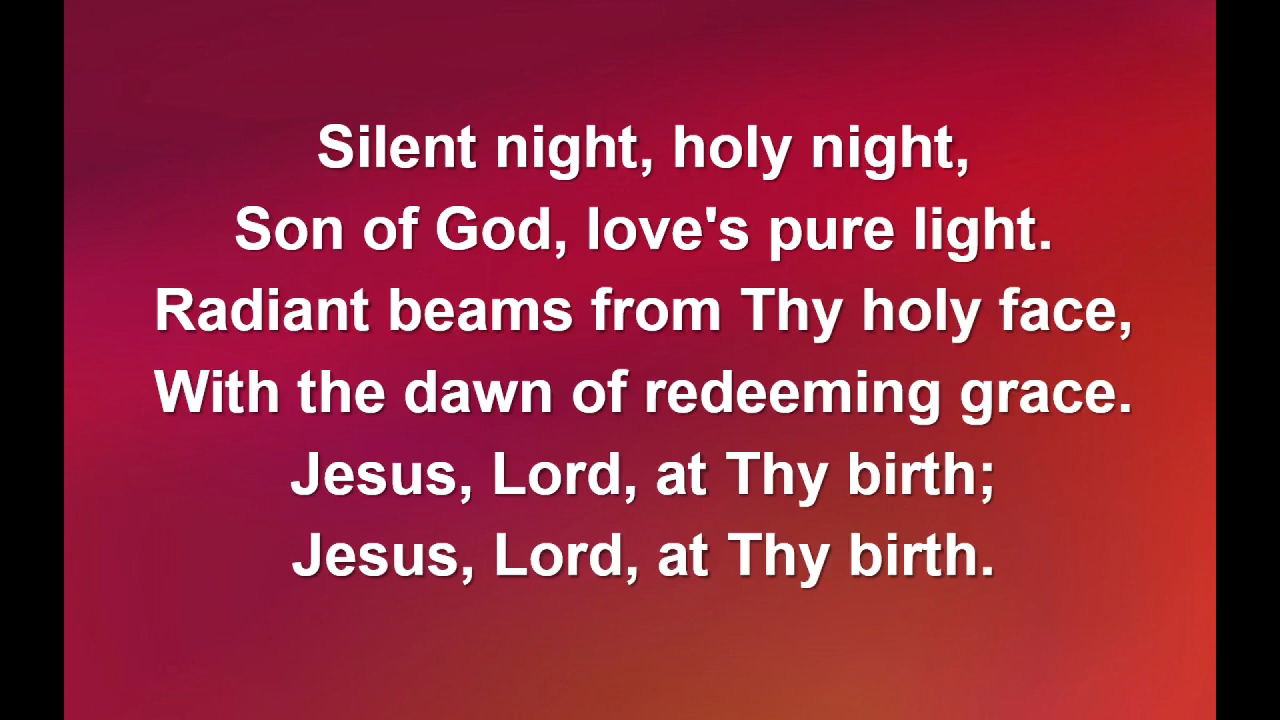 Silent night, holy night,
Son of God, love's pure light.
Radiant beams from Thy holy face,
With the dawn of redeeming grace.
Jesus, Lord, at Thy birth;
Jesus, Lord, at Thy birth.